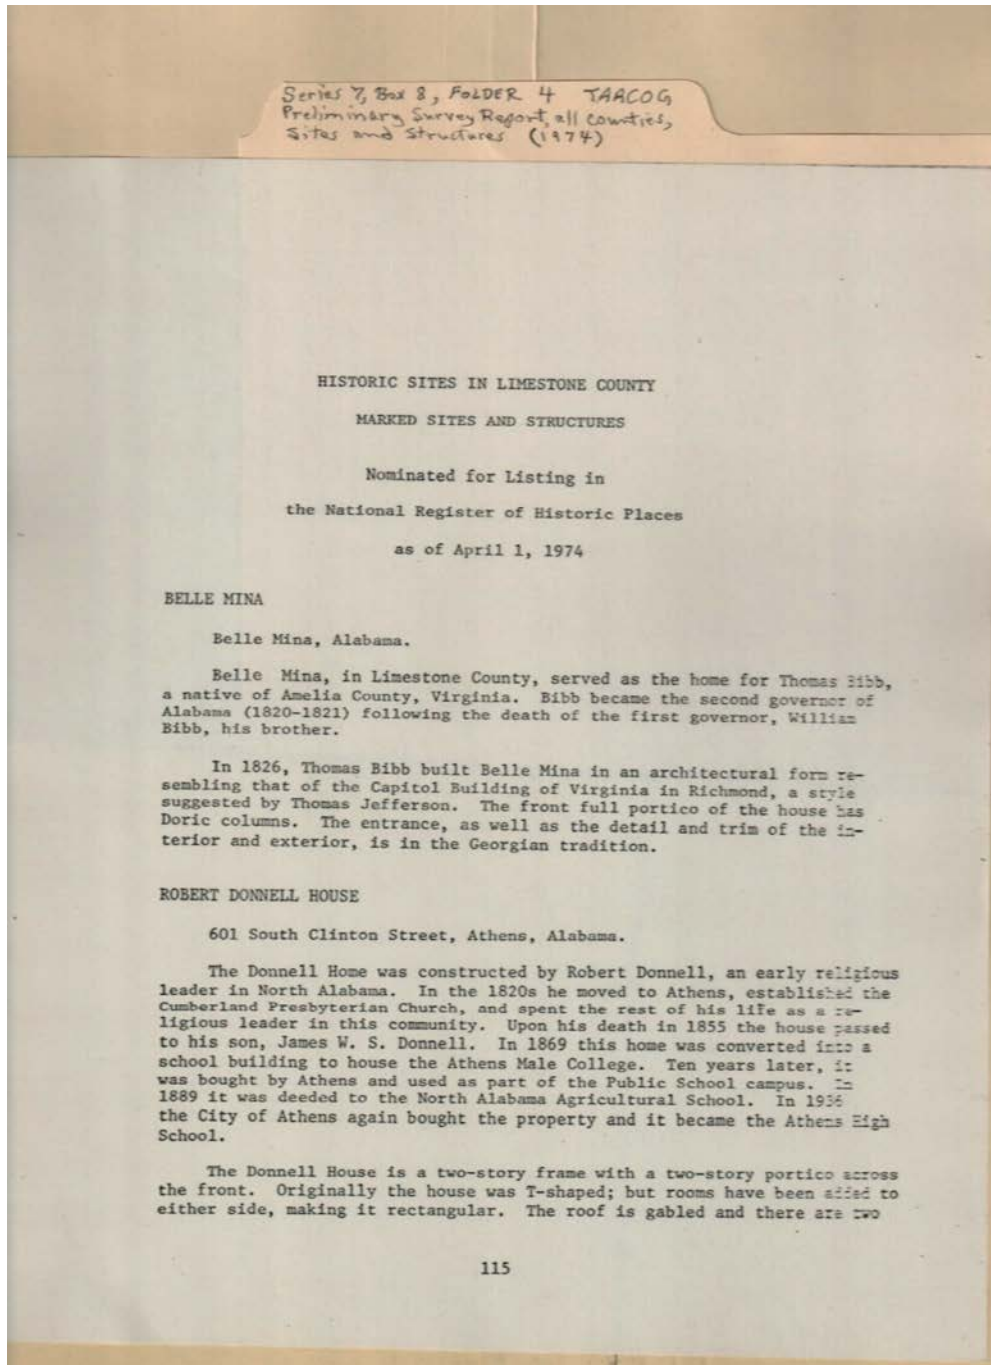 Series 7, Box 8, FOLDER 4 TARCOG
Preliminary Survey Report, all counties,
Sites and Structures (1974)
HISTORIC SITES IN LIMESTONE COUNTY
MARKED SITES AND STRUCTURES
Nominated for Listing in
the National Register of Historic Places
as of April 1, 1974
BELLE MINA
Belle Mina, Alabama.
Belle Mina, in Limestone County, served as the home for Thomas Bibb,
a native of Amelia County, Virginia. Bibb became the second governor of
Alabama (1820-1821) following the death of the first governor, William
Bibb, his brother.
In 1826, Thomas Bibb built Belle Mina in an architectural form re-
sembling that of the Capitol Building of Virginia in Richmond, a style
suggested by Thomas Jefferson. The front full portico of the house has
Doric columns. The entrance, as well as the detail and trim of the in-
terior and exterior, is in the Georgian tradition.
ROBERT DONNELL HOUSE
601 South Clinton Street, Athens, Alabama.
The Donnell Home was constructed by Robert Donnell, an early religious
leader in North Alabama. In the 1820s he moved to Athens, established the
Cumberland Presbyterian Church, and spent the rest of his life as a re-
ligious leader in this community. Upon his death in 1855 the house passed
to his son, James W. S. Donnell. In 1869 this home was converted into a
school building to house the Athens Male College. Ten years later, it
was bought by Athens and used as part of the Public School campus. In
1889 it was deeded to the North Alabama Agricultural School. In
the City of Athens again bought the property and it became the Athens High
School.
The Donnell House is a two-story frame with a two-story portico across
the front. Originally the house was T-shaped; but rooms have been added to
either side, making it rectangular. The roof is gabled and there are two
115